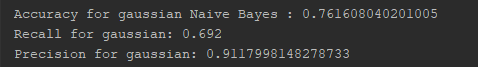 Accuracy for gaussian Naive Bayes : 0.761608040201005
Recall for gaussian: 0.692
Precision for gaussian: 0.9117998148278733